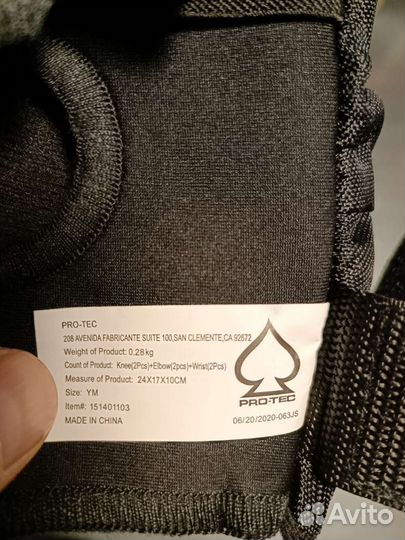 PRO-TEC
208 AVENIDA FABRICANTE SUITE 100,SAN CLEMENTE,CA 92672
Weight of Product: 0.28kg
Count of Product: Knee(2Pcs)+Elbow(2pcs)+Wrist(2Pcs)
Measure of Product: 24X17X10CM
Size: YM
Item#: 151401103
MADE IN CHINA
PRO-TEC
06/20/2020-063JS
Avito